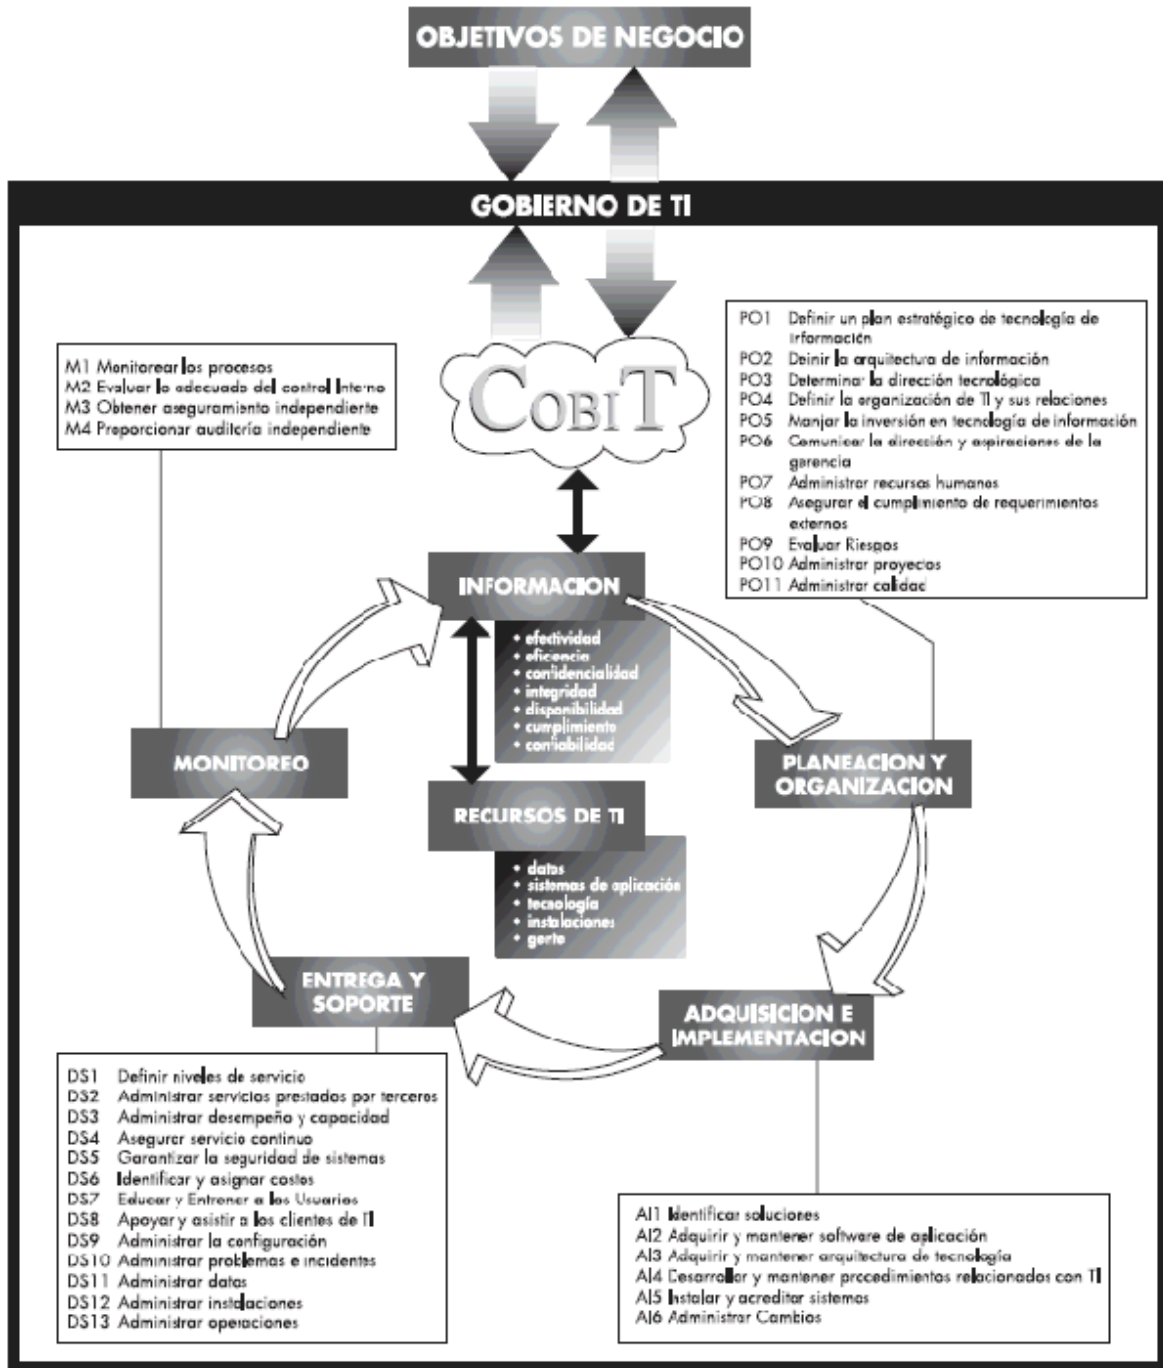 OBJETIVOS DE NEGOCIO
GOBIERNO DE TI
M1 Monitorear los procesos
M2 Evaluar lo adecuado del control Interno
M3 Obtener aseguramiento independiente
M4 Proporcionar auditoría independiente
COBIT
PO1 Definir un plan estratégico de tecnología de
información
PO2 Deinir la arquitectura de información
PO3 Determinar la dirección tecnológica
PO4 Definir la organización de TI y sus relaciones
PO5 Manjar la inversión en tecnología de información
PO6 Comunicar la dirección y aspiraciones de la
gerencia
PO7 Administrar recursos humanos
PO8 Asegurar el cumplimiento de requerimientos
externos
PO9 Evaluar Riesgos
PO10 Administrar proyectos
PO11 Administrar calidad
INFORMACION
• efectividad
• eficiencia
• confidencialidad
• integridad
• disponibilidad
• cumplimiento
• confiabilidad
MONITOREO
PLANEACION Y
ORGANIZACION
RECURSOS DE TI
• datos
• sistemas de aplicación
• tecnología
• instalaciones
• gente
ENTREGA Y
SOPORTE
ADQUISICION E
IMPLEMENTACION
DS1 Definir niveles de servicio
DS2 Administrar servicios prestados por terceros
DS3 Administrar desempeño y capacidad
DS4 Asegurar servicio continuo
DS5 Garantizar la seguridad de sistemas
DS6 Identificar y asignar costos
DS7 Educar y Entrener a los Usuarios
DS8 Apoyar y asistir a los clientes de TI
DS9 Administrar la configuración
DS10 Administrar problemas e incidentes
DS11 Administrar datos
DS12 Administrar instalaciones
DS13 Administrar operaciones
AI1 Identificar soluciones
AI2 Adquirir y mantener software de aplicación
AI3 Adquirir y mantener arquitectura de tecnología
AI4 Desarrollar y mantener procedimientos relacionados con TI
AI5 Instalar y acreditar sistemas
AI6 Administrar Cambios